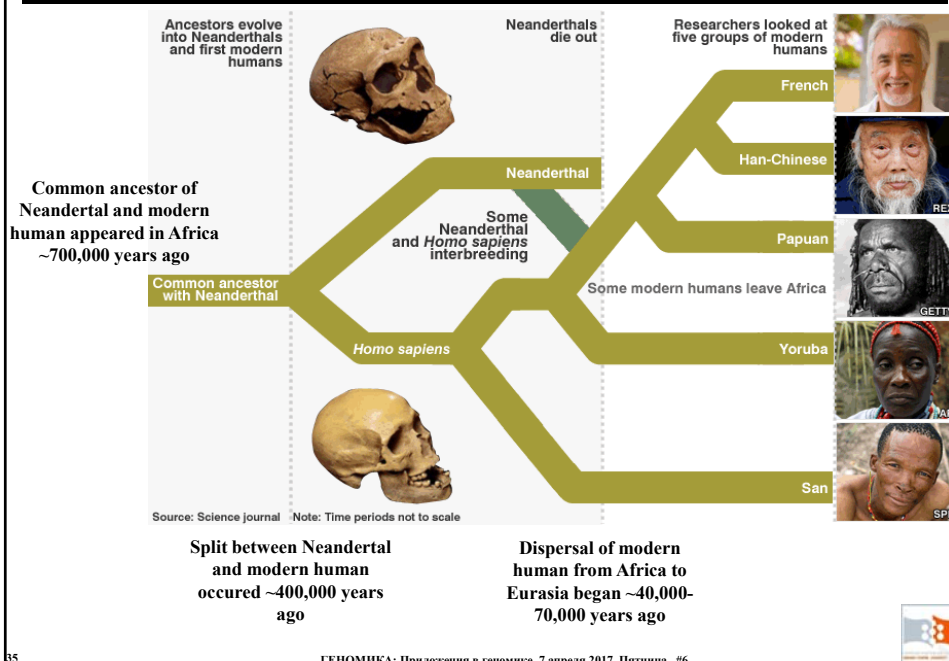 Ancestors evolve
into Neanderthals
and first modern
humans
Neanderthals
die out
Researchers looked at
five groups of modern
humans
French
Han-Chinese
REX
Neanderthal
Common ancestor of
Neandertal and modern
human appeared in Africa
~700,000 years ago
Some
Neanderthal
and Homo sapiens
interbreeding
Papuan
GETTY
Common ancestor
with Neanderthal
Some modern humans leave Africa
Homo sapiens
Yoruba
San
Source: Science journal
Note: Time periods not to scale
Split between Neandertal
and modern human
occured ~400,000 years
ago
Dispersal of modern
human from Africa to
Eurasia began ~40,000-
70,000 years ago
35
ГЕНОМИКА: Приложения в геномике, 7 апреля 2017, Пятница, #6